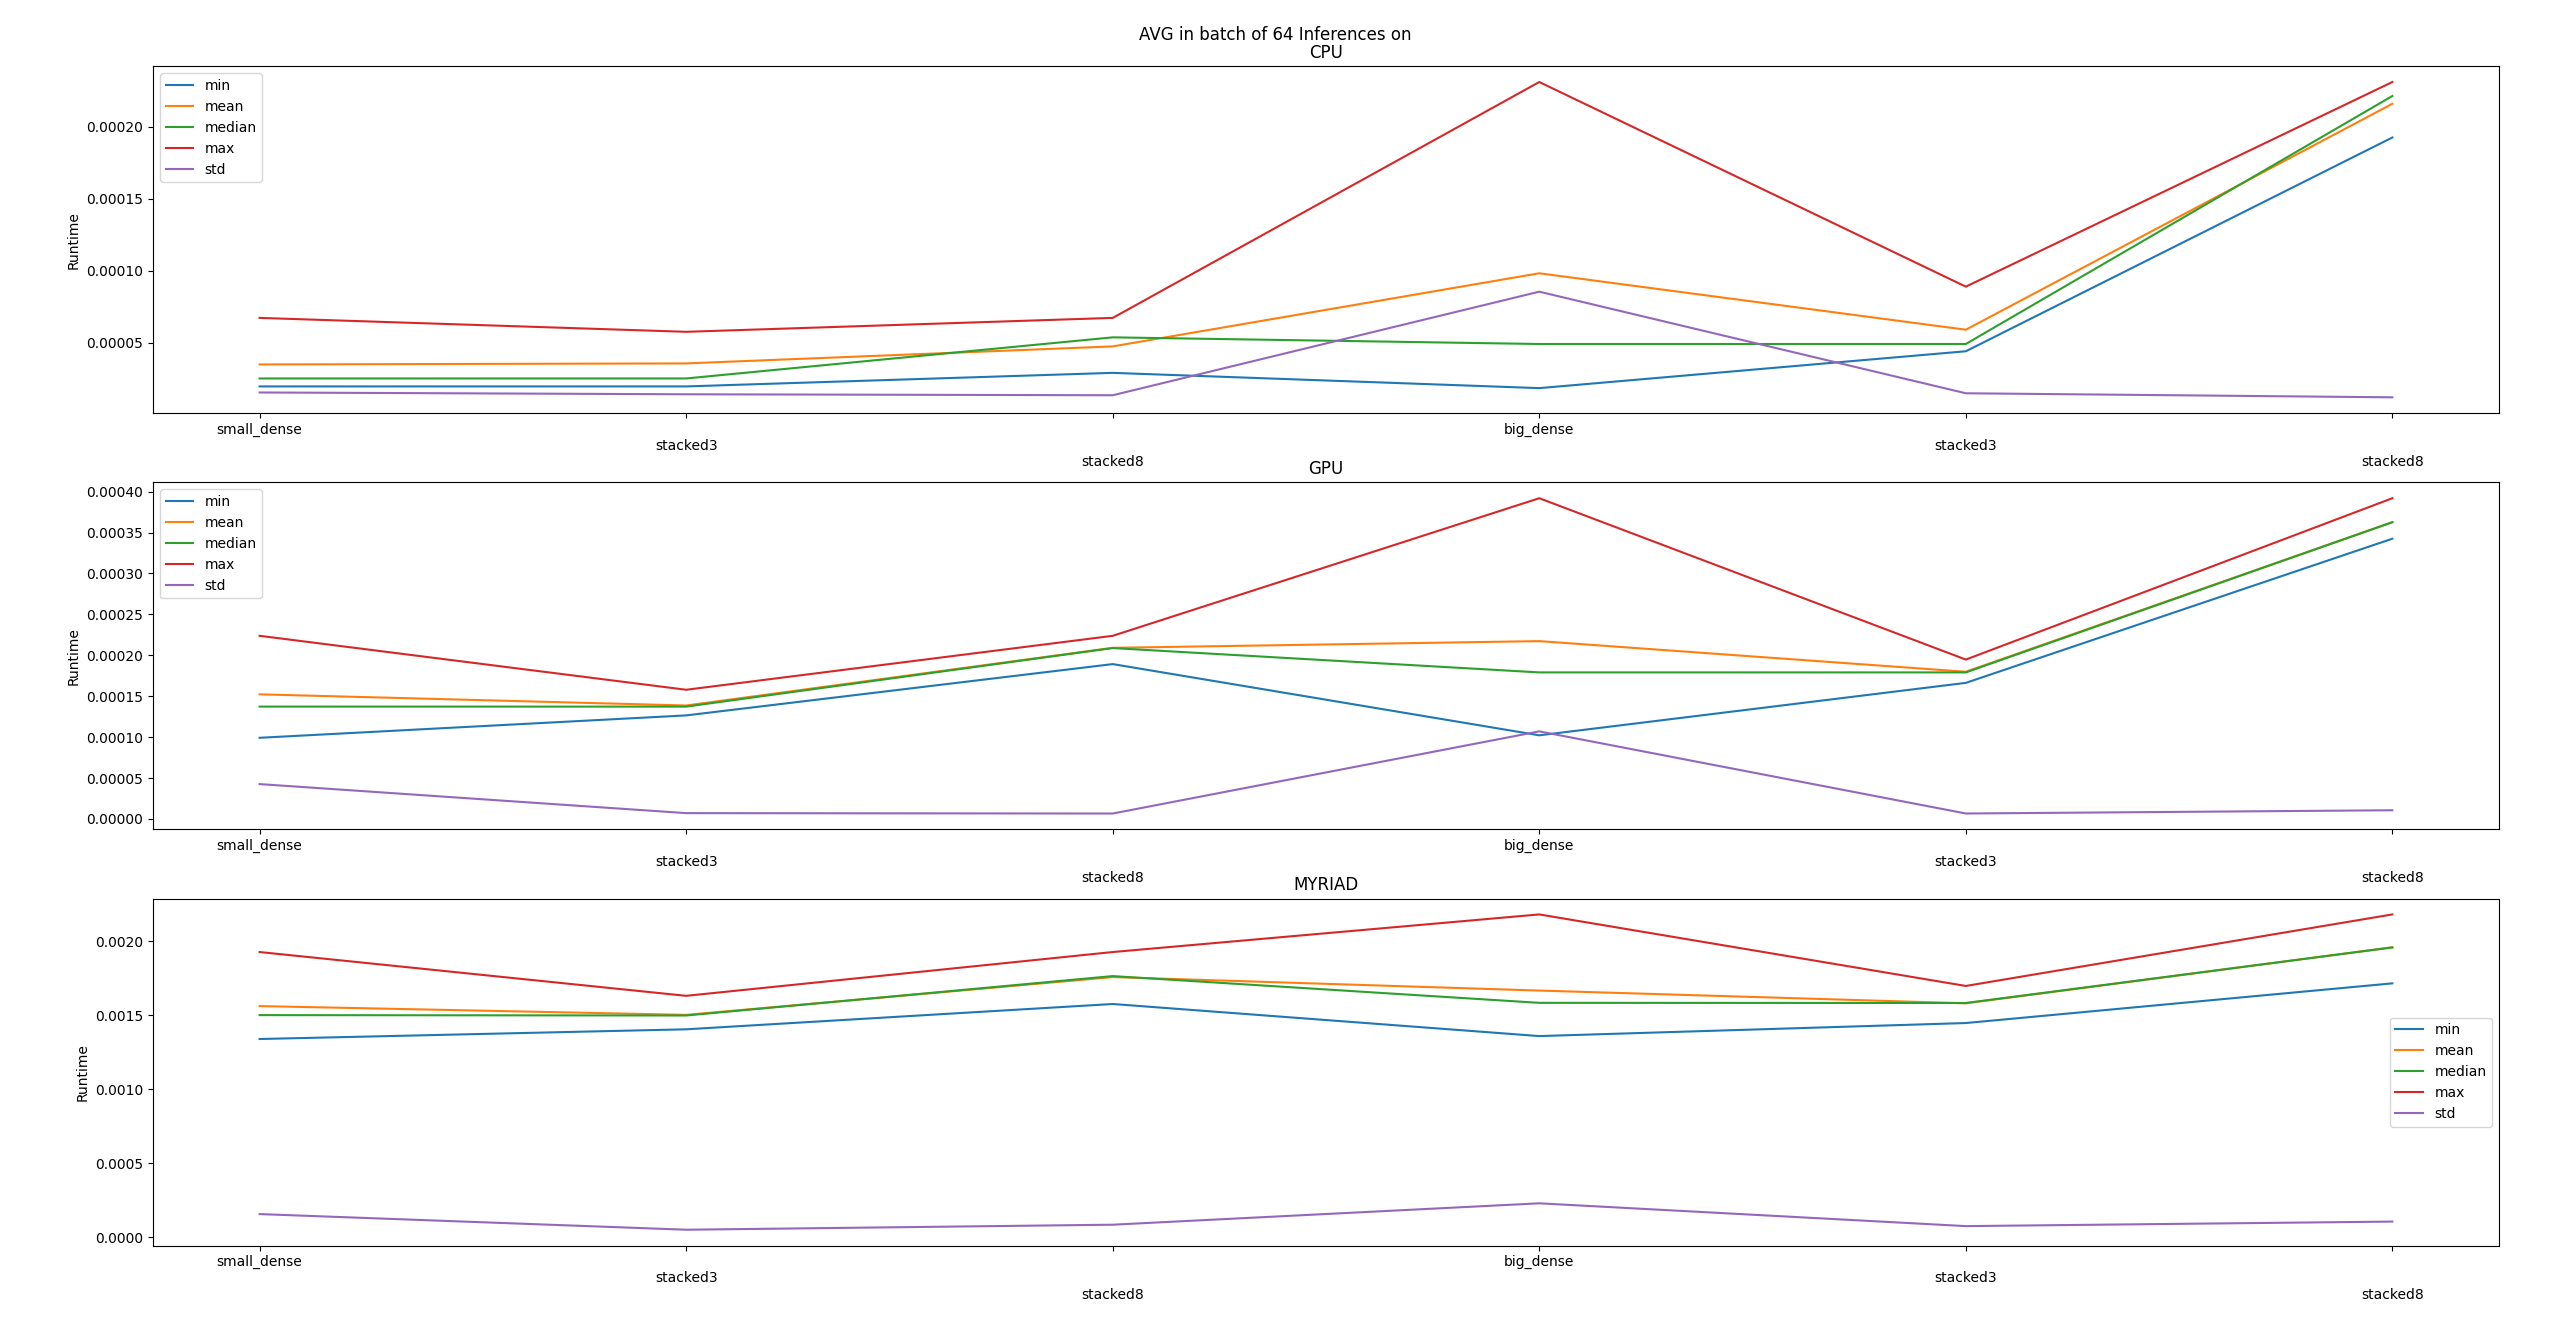 AVG in batch of 64 Inferences on
CPU
min
mean
median
max
std
0.00020
0.00015
0.00010
0.00005
Runtime
small_dense
stacked3
stacked8
big_dense
stacked3
stacked8
GPU
min
mean
median
max
std
0.00040
0.00035
0.00030
0.00025
0.00020
0.00015
0.00010
0.00005
0.00000
Runtime
small_dense
stacked3
stacked8
big_dense
stacked3
stacked8
MYRIAD
0.0020
0.0015
0.0010
0.0005
0.0000
Runtime
min
mean
median
max
std
small_dense
stacked3
stacked8
big_dense
stacked3
stacked8